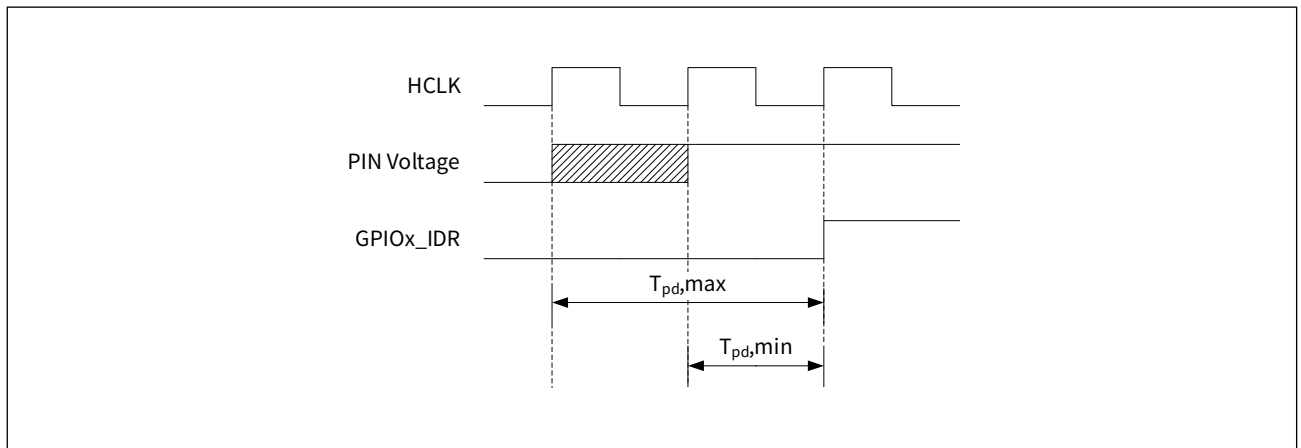 HCLK
PIN Voltage
GPIOx_IDR
Tpd,max
Tpd,min